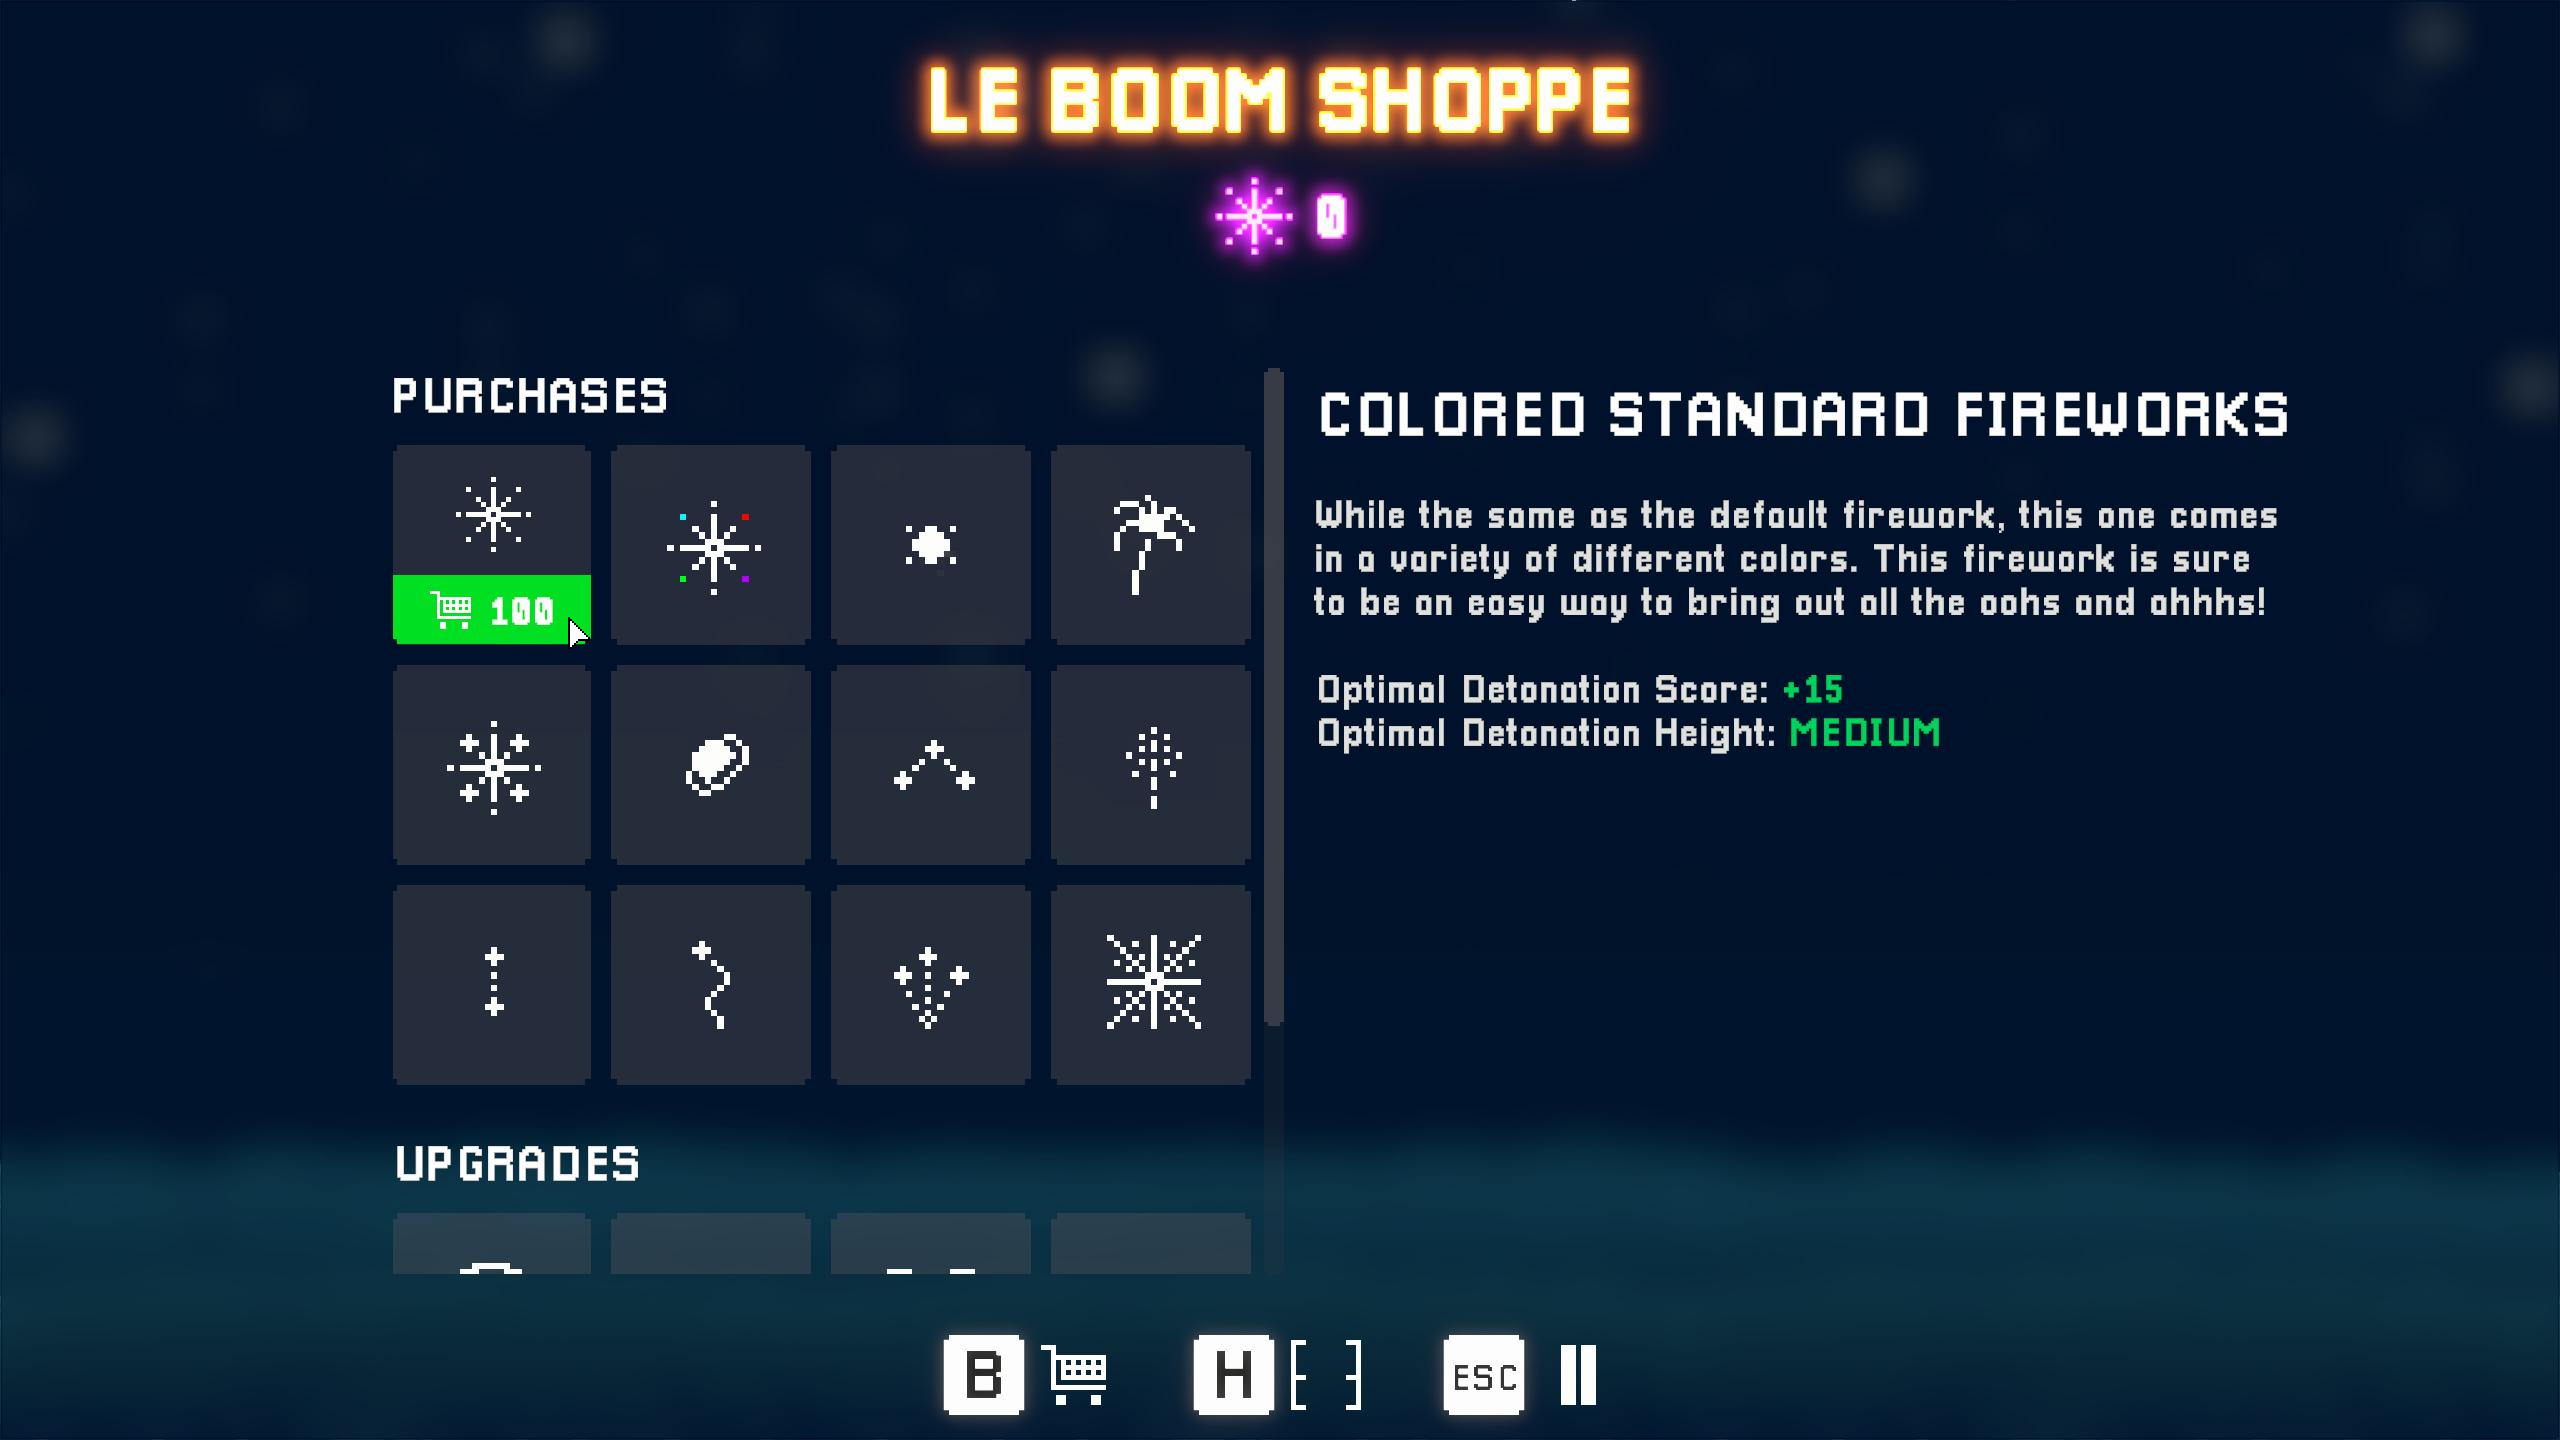 LE BOOM SHOPPE
0
PURCHASES
100
UPGRADES
COLORED STANDARD FIREWORKS
While the same as the default firework, this one comes
in a variety of different colors. This firework is sure
to be an easy way to bring out all the oohs and ahhhs!
Optimal Detonation Score: +15
Optimal Detonation Height: MEDIUM
B
H
ESC